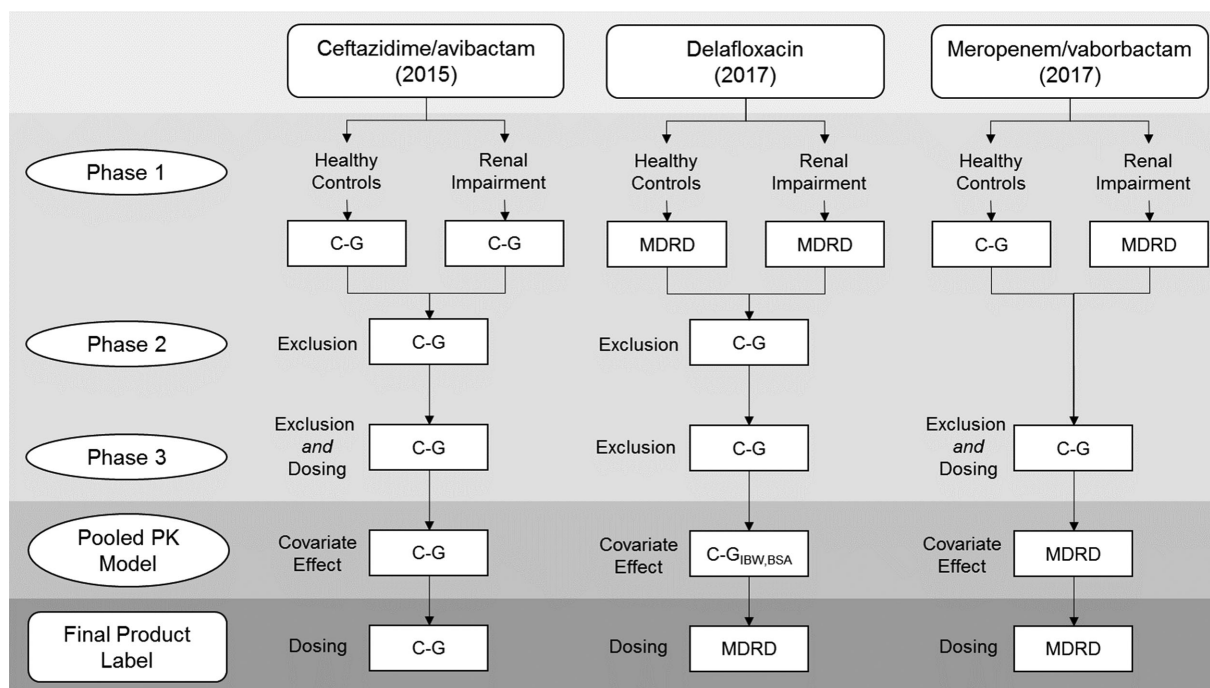 Ceftazidime/avibactam
(2015)
Delafloxacin
(2017)
Meropenem/vaborbactam
(2017)
Phase 1
Healthy
Controls
Renal
Impairment
Healthy
Controls
Renal
Impairment
Healthy
Controls
Renal
Impairment
C-G
C-G
MDRD
MDRD
C-G
MDRD
Phase 2
Exclusion
C-G
Exclusion
C-G
Phase 3
Exclusion
and
Dosing
C-G
Exclusion
C-G
Exclusion
and
Dosing
C-G
Pooled PK
Model
Covariate
Effect
C-G
Covariate
Effect
C-G IBW,BSA
Covariate
Effect
MDRD
Final Product
Label
Dosing
C-G
Dosing
MDRD
Dosing
MDRD